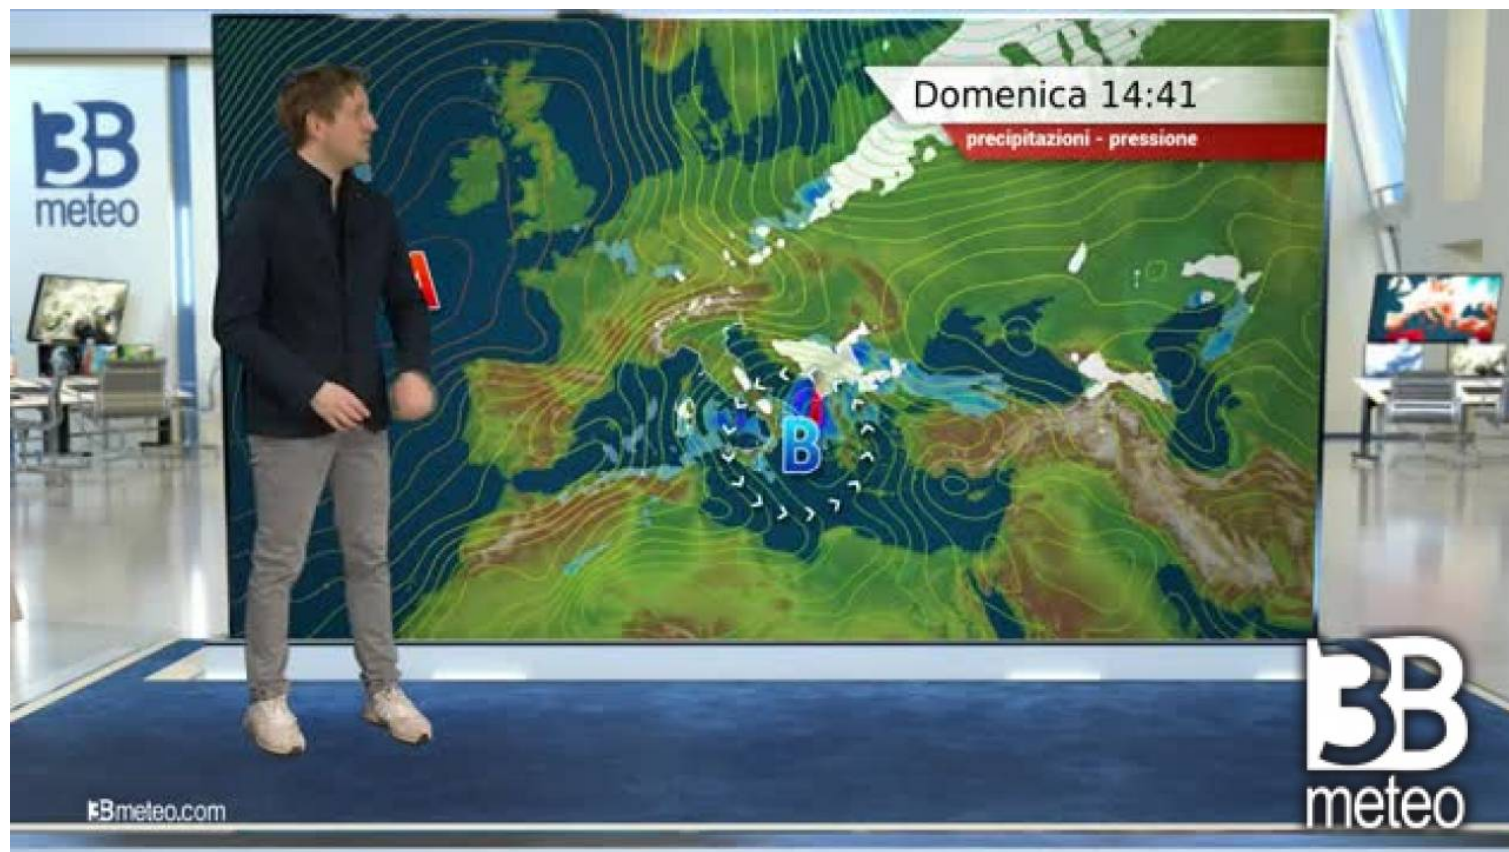 3B
meteo
Domenica 14:41
precipitazioni - pressione
A
B
3Bmeteo.com
3B
meteo